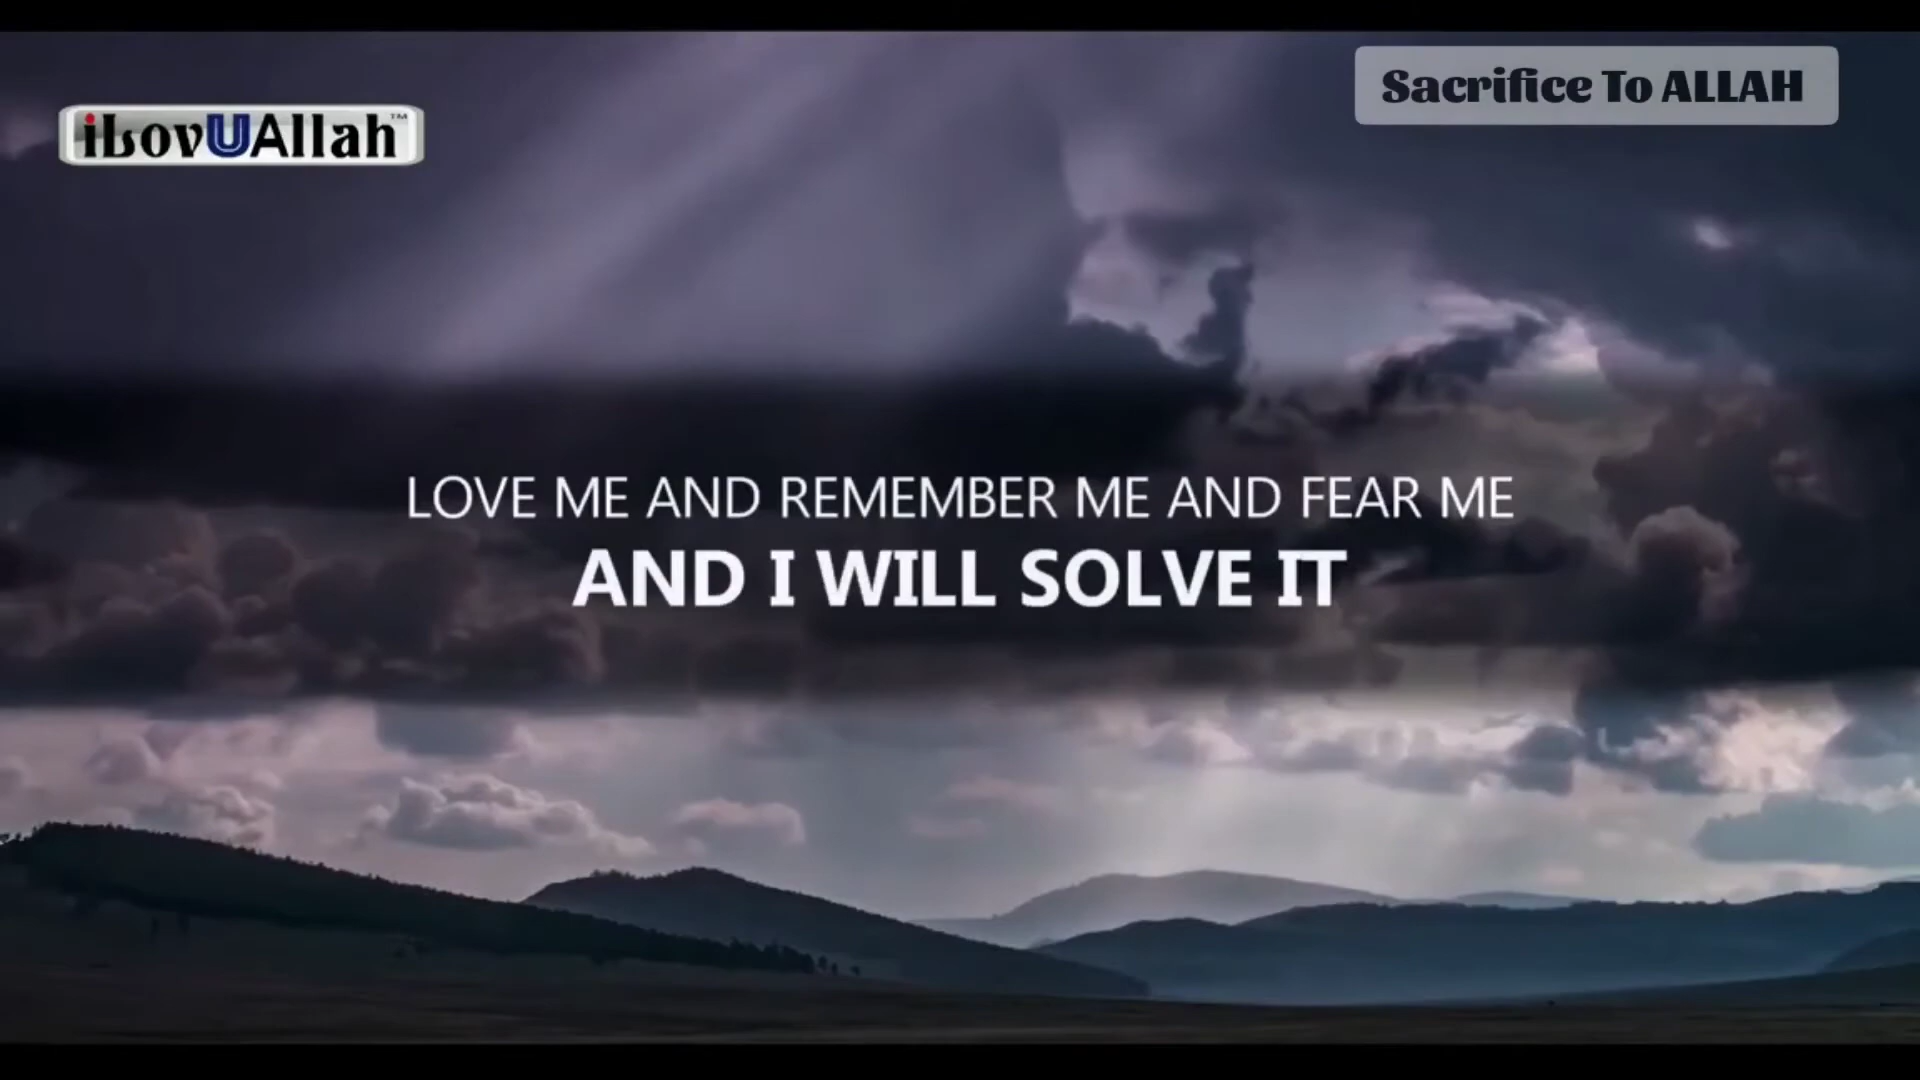 Sacrifice To ALLAH
iLovUAllah™
LOVE ME AND REMEMBER ME AND FEAR ME
AND I WILL SOLVE IT